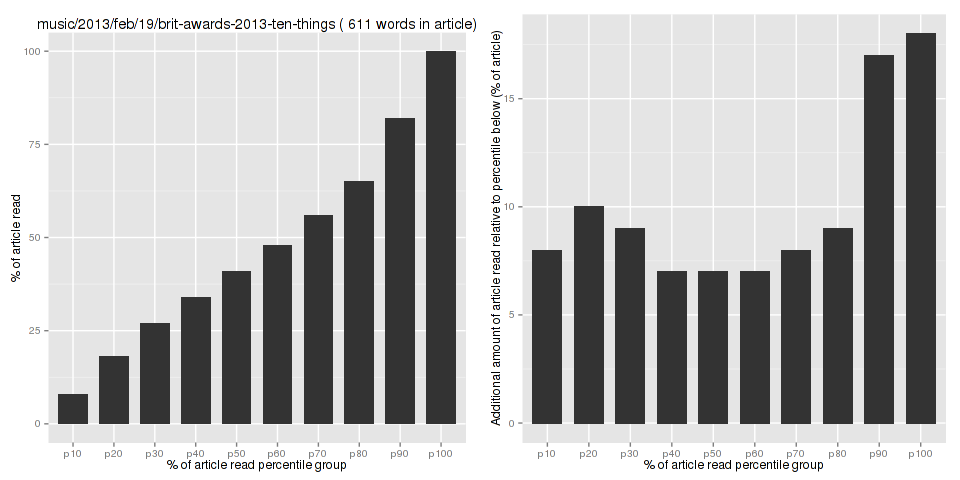 music/2013/feb/19/brit-awards-2013-ten-things ( 611 words in article)
% of article read
100
75
50
25
0
p10 p20 p30 p40 p50 p60 p70 p80 p90 p100
% of article read percentile group
Additional amount of article read relative to percentile below (% of article)
15
10
5
0
p10 p20 p30 p40 p50 p60 p70 p80 p90 p100
% of article read percentile group